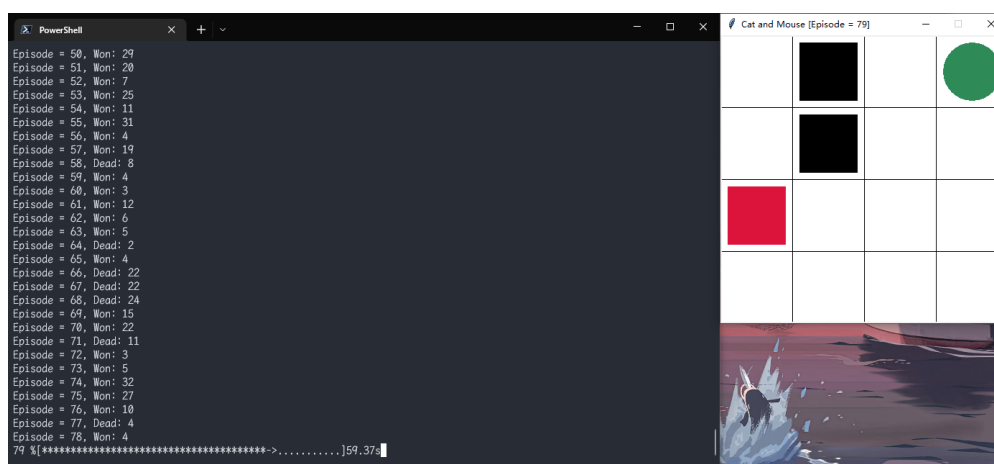 PowerShell
Episode = 50, Won: 29
Episode = 51, Won: 20
Episode = 52, Won: 7
Episode = 53, Won: 25
Episode = 54, Won: 11
Episode = 55, Won: 31
Episode = 56, Won: 4
Episode = 57, Won: 19
Episode = 58, Dead: 8
Episode = 59, Won: 4
Episode = 60, Won: 3
Episode = 61, Won: 12
Episode = 62, Won: 6
Episode = 63, Won: 5
Episode = 64, Dead: 2
Episode = 65, Won: 4
Episode = 66, Dead: 22
Episode = 67, Dead: 22
Episode = 68, Dead: 24
Episode = 69, Won: 15
Episode = 70, Won: 22
Episode = 71, Dead: 11
Episode = 72, Won: 3
Episode = 73, Won: 5
Episode = 74, Won: 32
Episode = 75, Won: 27
Episode = 76, Won: 10
Episode = 77, Dead: 4
Episode = 78, Won: 4
79 %[***************************************->...........]59.37s
Cat and Mouse [Episode = 79]